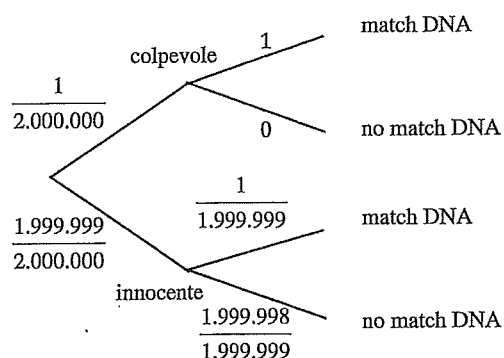 match DNA
1
colpevole
1
2.000.000
0
no match DNA
1
1.999.999
1.999.999
2.000.000
match DNA
innocente
1.999.998
1.999.999
no match DNA